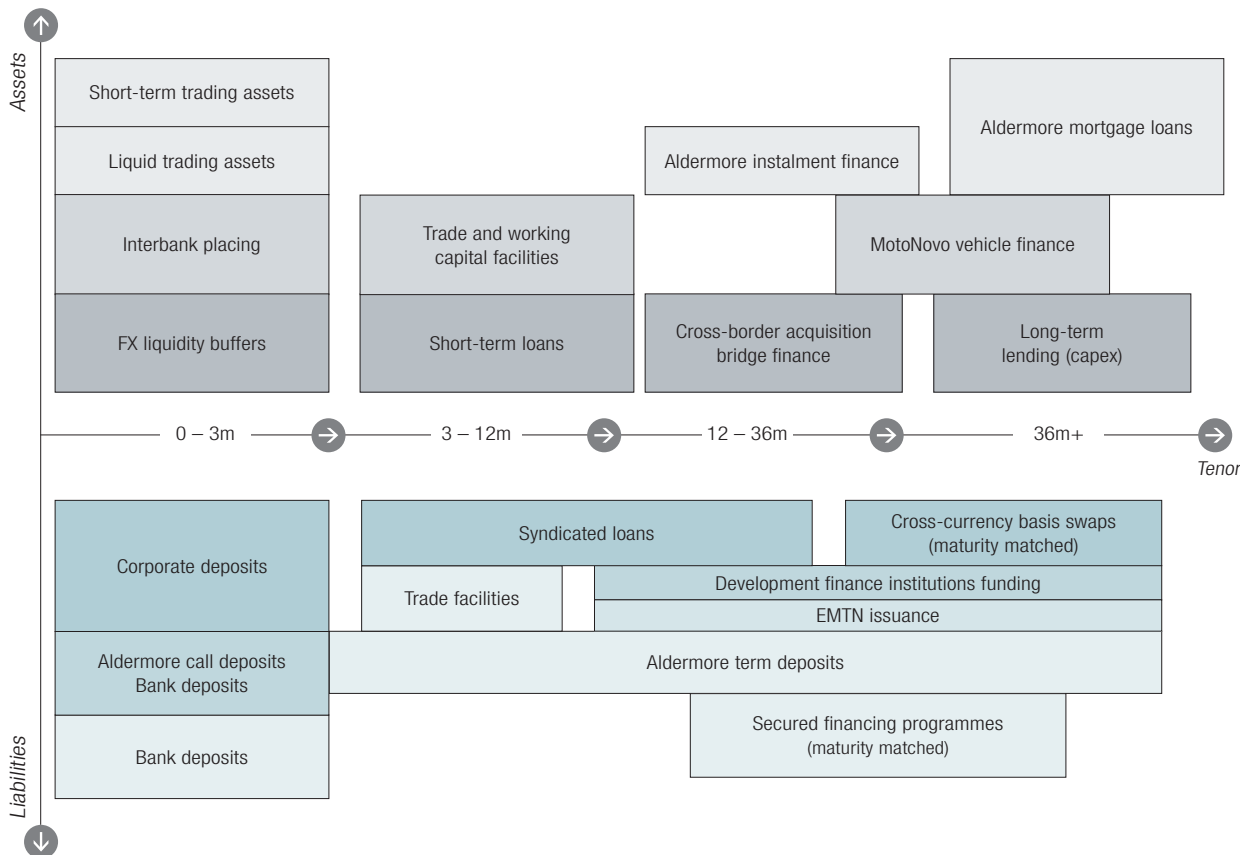 Assets
Short-term trading assets
Aldermore mortgage loans
Liquid trading assets
Aldermore instalment finance
Interbank placing
Trade and working
capital facilities
MotoNovo vehicle finance
FX liquidity buffers
Short-term loans
Cross-border acquisition
bridge finance
Long-term
lending (capex)
0 – 3m
3 – 12m
12 – 36m
36m+
Tenor
Corporate deposits
Syndicated loans
Cross-currency basis swaps
(maturity matched)
Trade facilities
Development finance institutions funding
EMTN issuance
Aldermore call deposits
Bank deposits
Aldermore term deposits
Bank deposits
Secured financing programmes
(maturity matched)
Liabilities